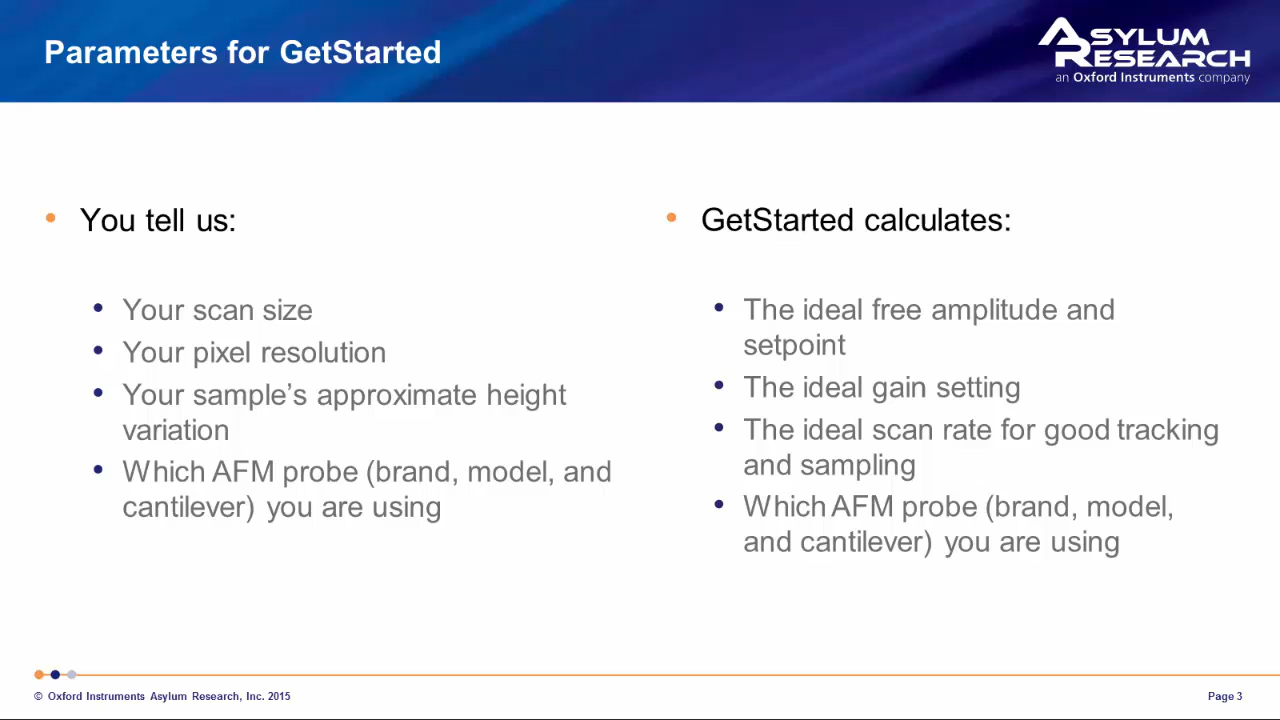 Parameters for GetStarted
ASYLUM
RESEARCH
an Oxford Instruments company
• You tell us:
• Your scan size
• Your pixel resolution
• Your sample’s approximate height
variation
• Which AFM probe (brand, model, and
cantilever) you are using
• GetStarted calculates:
• The ideal free amplitude and
setpoint
• The ideal gain setting
• The ideal scan rate for good tracking
and sampling
• Which AFM probe (brand, model,
and cantilever) you are using
© Oxford Instruments Asylum Research, Inc. 2015
Page 3